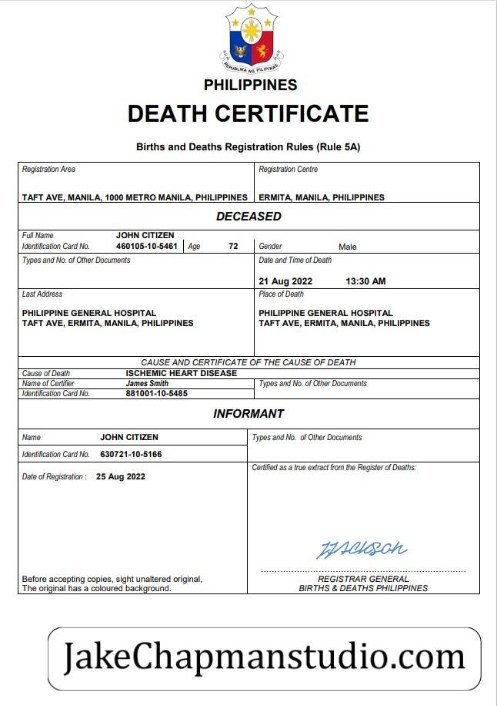 REPUBLIKA NG PILIPINAS
PHILIPPINES
DEATH CERTIFICATE
Births and Deaths Registration Rules (Rule 5A)
Registration Area
Registration Centre
TAFT AVE, MANILA, 1000 METRO MANILA, PHILIPPINES
ERMITA, MANILA, PHILIPPINES
DECEASED
Full Name JOHN CITIZEN
Identification Card No. 460105-10-5461 Age 72 Gender Male
Types and No. of Other Documents
Date and Time of Death
21 Aug 2022 13:30 AM
Last Address
Place of Death
PHILIPPINE GENERAL HOSPITAL
TAFT AVE, ERMITA, MANILA, PHILIPPINES
PHILIPPINE GENERAL HOSPITAL
TAFT AVE, ERMITA, MANILA, PHILIPPINES
CAUSE AND CERTIFICATE OF THE CAUSE OF DEATH
Cause of Death ISCHEMIC HEART DISEASE
Name of Certifier James Smith
Types and No. of Other Documents
Identification Card No. 881001-10-5485
INFORMANT
Name JOHN CITIZEN
Types and No. of Other Documents
Identification Card No. 630721-10-5166
Certified as a true extract from the Register of Deaths:
Date of Registration : 25 Aug 2022
Before accepting copies, sight unaltered original,
The original has a coloured background.
REGISTRAR GENERAL
BIRTHS & DEATHS PHILIPPINES
JakeChapmanstudio.com